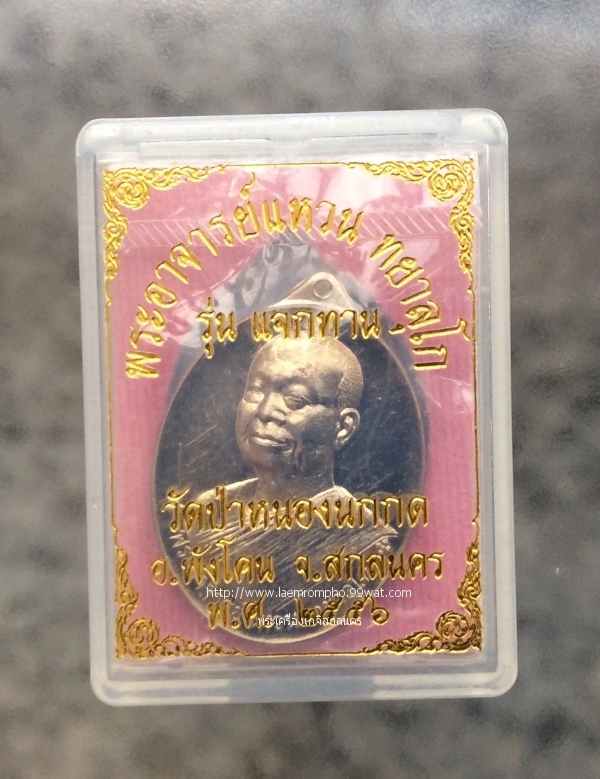 พระอาจารย์แหวน ทยาลุโก
รุ่น แจกทาน
วัดป่าหนองนกกด
อ.พังโคน จ.สกลนคร
http://www.laemrompho.99wat.com
พ.ศ. ๒๕๕๖